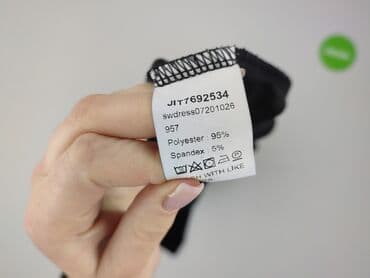 JIT7692534
swdress07201026
957
Polyester : 95%
Spandex : 5%
WITH LIKE